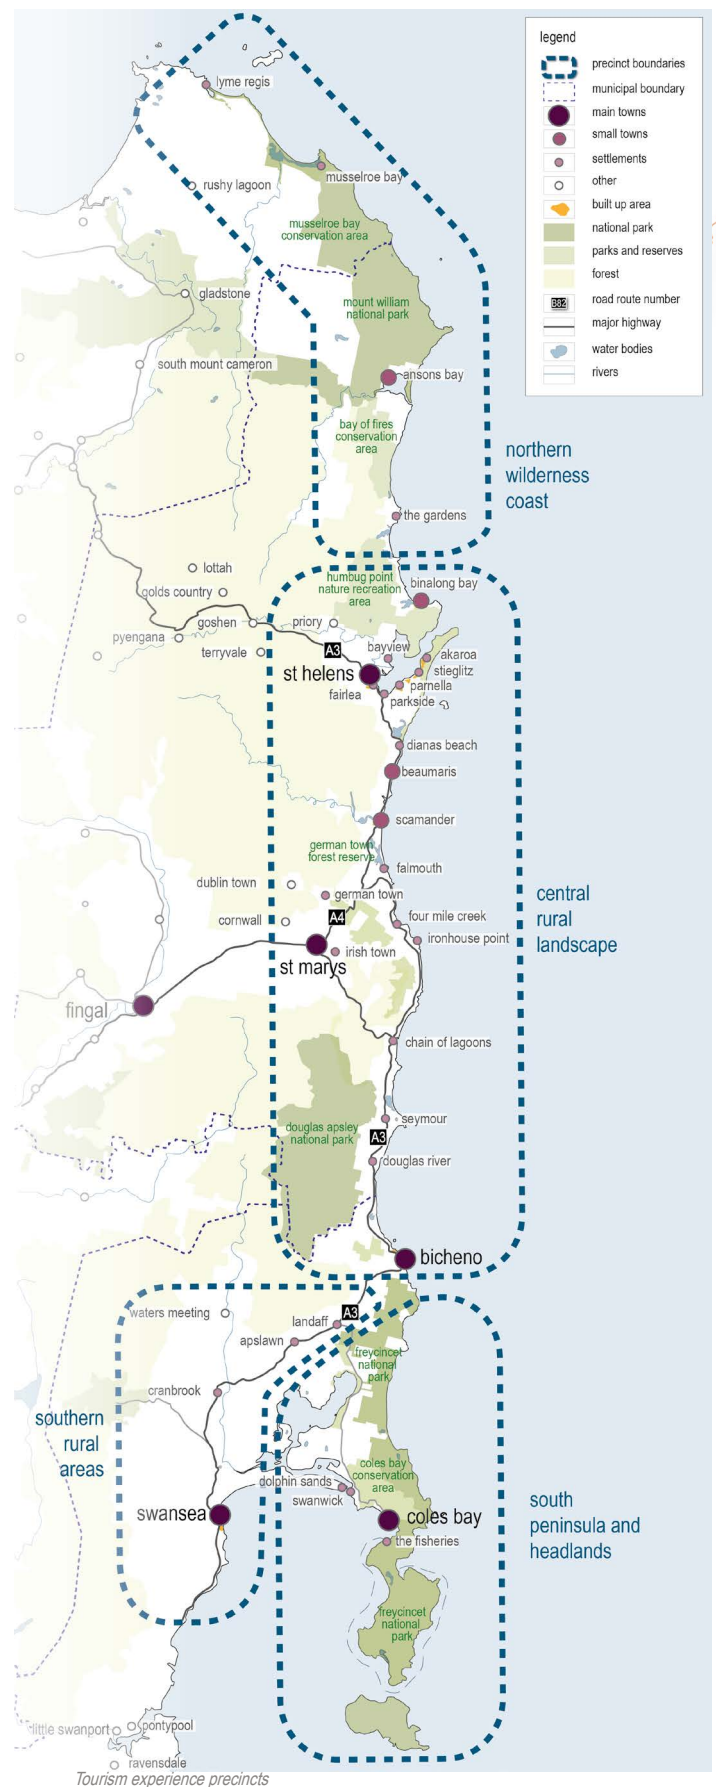 legend
precinct boundaries
municipal boundary
main towns
small towns
settlements
other
built up area
national park
parks and reserves
forest
B82
road route number
major highway
water bodies
rivers
lyme regis
musselroe bay
rushy lagoon
musselroe bay
conservation area
gladstone
mount william
national park
south mount cameron
ansons bay
bay of fires
conservation
area
northern
wilderness
coast
the gardens
lottah
humbug point
nature recreation
area
binalong bay
golds country
goshen
priory
pyengana
terryvale
A3
bayview
akaroa
st helens
stieglitz
fairlea
parnella
parkside
dianas beach
beaumaris
scamander
german town
forest reserve
falmouth
dublin town
german town
cornwall
A4
four mile creek
central
rural
landscape
ironhouse point
irish town
st marys
fingal
chain of lagoons
seymour
douglas apsley
national park
A3
douglas river
bicheno
waters meeting
A3
landaff
apslawn
freycinet
national
park
cranbrook
southern
rural
areas
coles bay
conservation
area
dolphin sands
swanwick
swansea
coles bay
south
peninsula and
headlands
the fisheries
freycinet
national
park
little swanport
pontypool
ravensdale
Tourism experience precincts